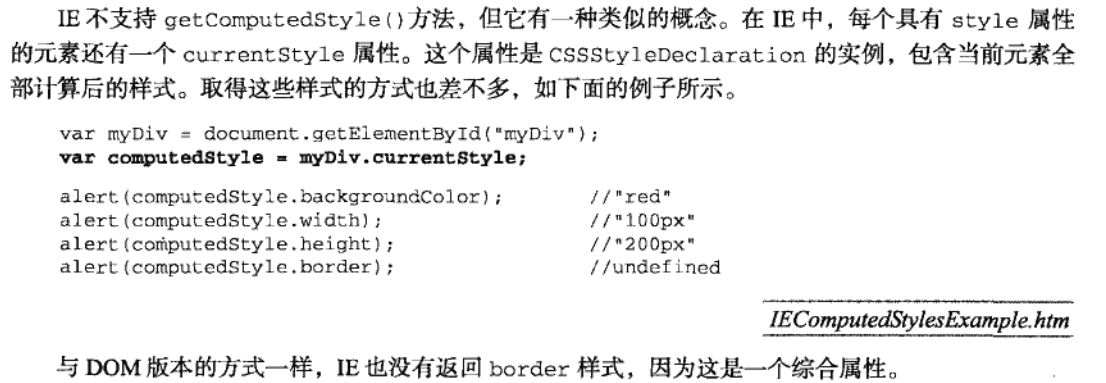 IE 不支持 getComputedStyle()方法，但它有一种类似的概念。在 IE 中，每个具有 style 属性
的元素还有一个 currentStyle 属性。这个属性是 CSSStyleDeclaration 的实例，包含当前元素全
部计算后的样式。取得这些样式的方式也差不多，如下面的例子所示。
var myDiv = document.getElementById("myDiv");
var computedStyle = myDiv.currentStyle;
alert(computedStyle.backgroundColor); //"red"
alert(computedStyle.width); //"100px"
alert(computedStyle.height); //"200px"
alert(computedStyle.border); //undefined
IEComputedStylesExample.htm
与 DOM 版本的方式一样，IE 也没有返回 border 样式，因为这是一个综合属性。